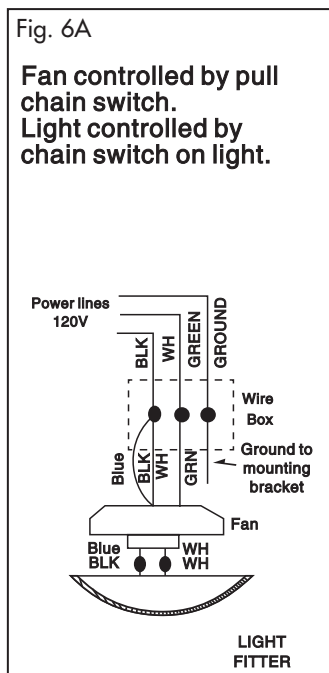 Fig. 6A
Fan controlled by pull
chain switch.
Light controlled by
chain switch on light.
Power lines
120V
BLK
WH
GREEN
GROUND
Wire
Box
Blue
BLK
WH
GRN
Ground to
mounting
bracket
Fan
Blue
BLK
WH
WH
LIGHT
FITTER